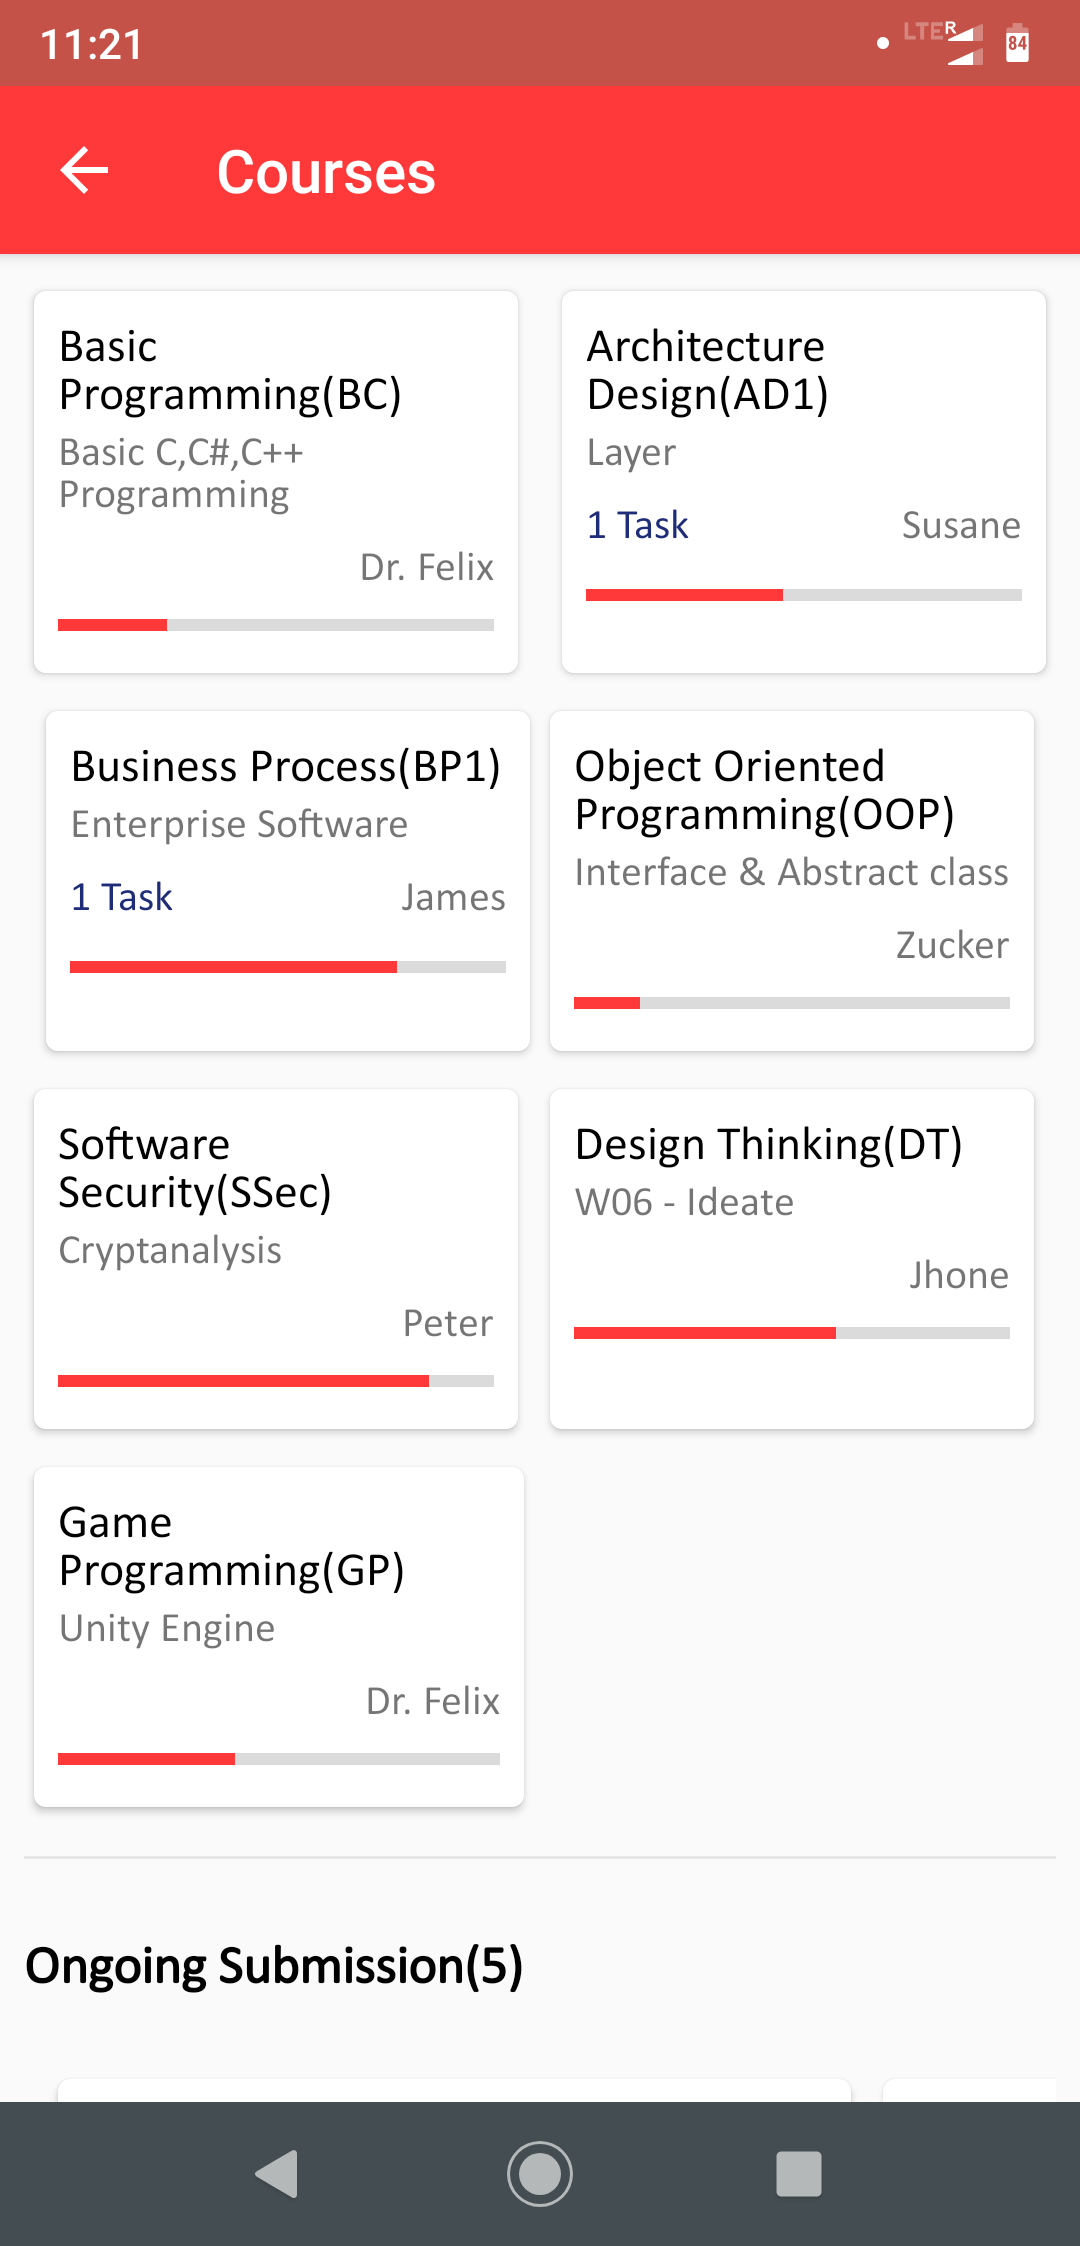 11:21
LTE R
84
Courses
Basic
Programming(BC)
Basic C,C#,C++
Programming
Dr. Felix
Architecture
Design(AD1)
Layer
1 Task Susane
Business Process(BP1)
Enterprise Software
1 Task James
Object Oriented
Programming(OOP)
Interface & Abstract class
Zucker
Software
Security(SSec)
Cryptanalysis
Peter
Design Thinking(DT)
W06 - Ideate
Jhone
Game
Programming(GP)
Unity Engine
Dr. Felix
Ongoing Submission(5)